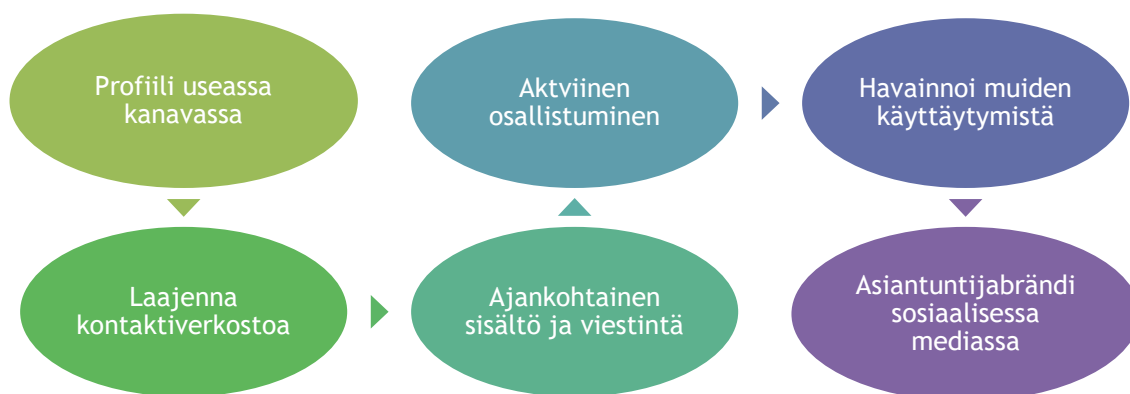 Profiili useassa
kanavassa
Laajenna
kontaktiverkostoa
Ajankohtainen
sisältö ja viestintä
Aktviinen
osallistuminen
Havainnoi muiden
käyttäytymistä
Asiantuntijabrändi
sosiaalisessa
mediassa